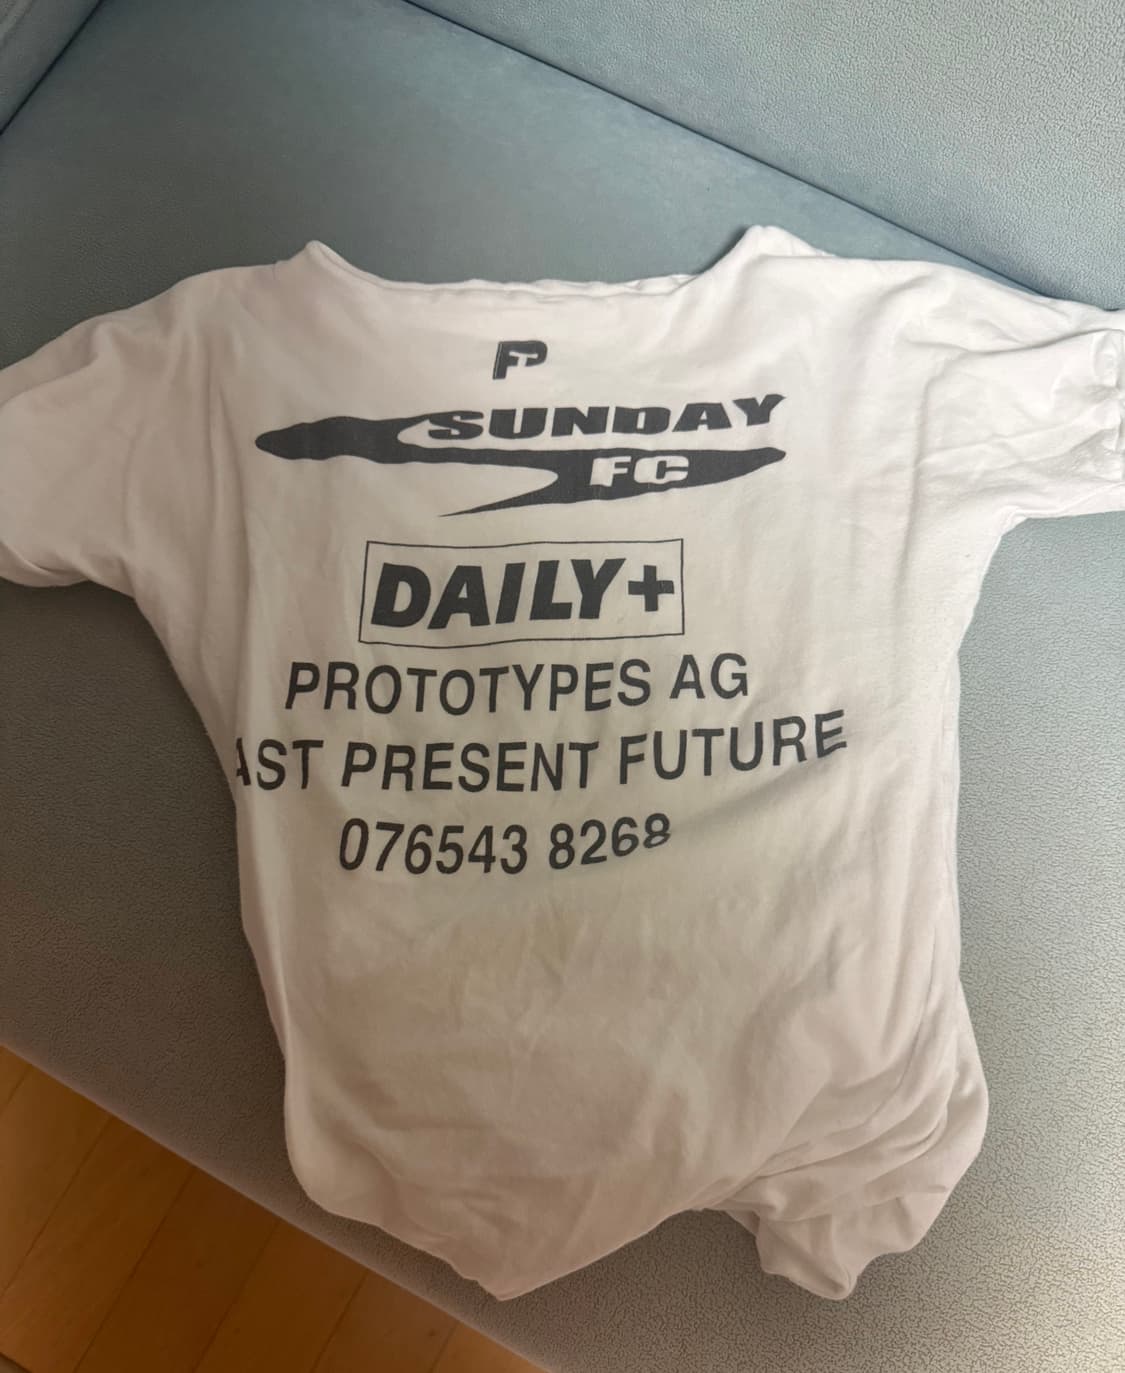 P
SUNDAY
FC
DAILY+
PROTOTYPES AG
AST PRESENT FUTURE
076543 8268